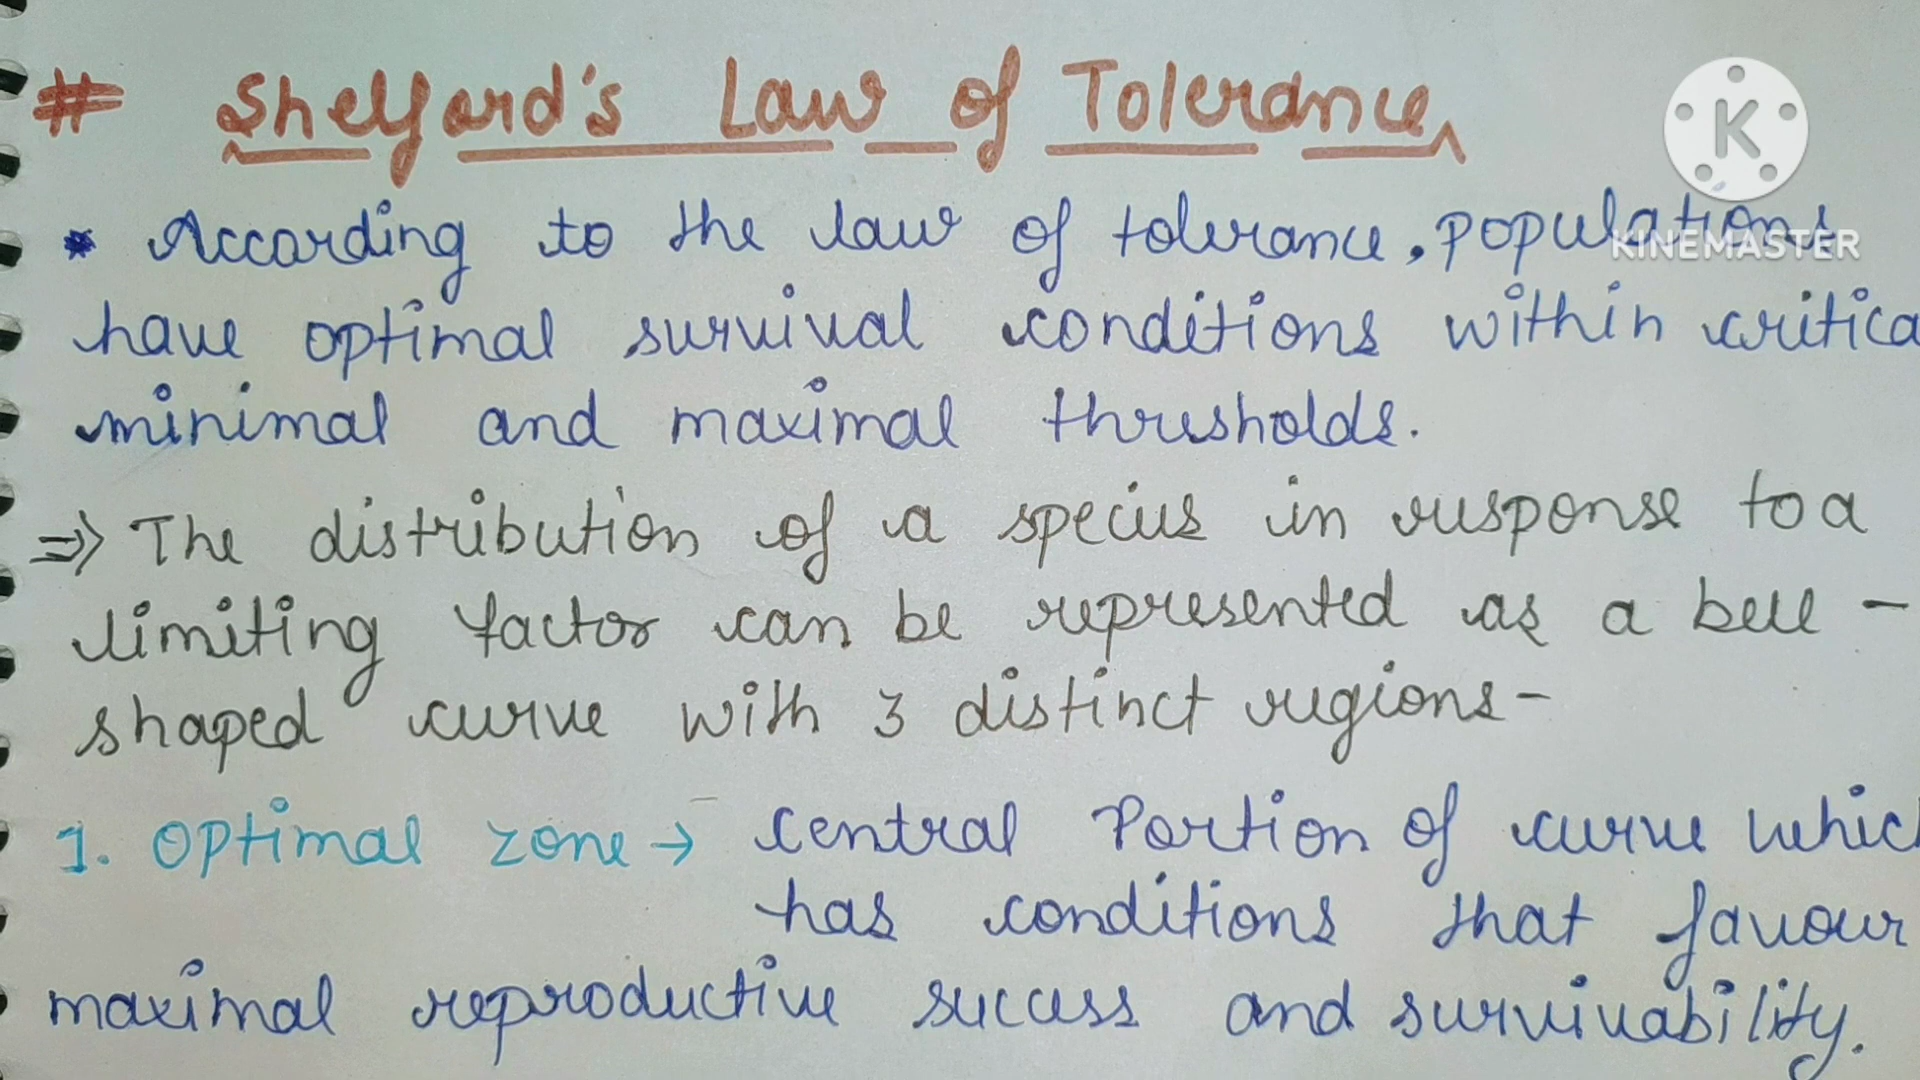 # Shelford's Law of Tolerance
* According to the law of tolerance, populations
KINEMASTER
have optimal survival conditions within critica
minimal and maximal thresholds.
⇒ The distribution of a species in response to a
limiting factor can be represented as a bell -
shaped curve with 3 distinct regions-
1. Optimal zone → central Portion of curve which
has conditions that favour
maximal reproductive success and survivability.